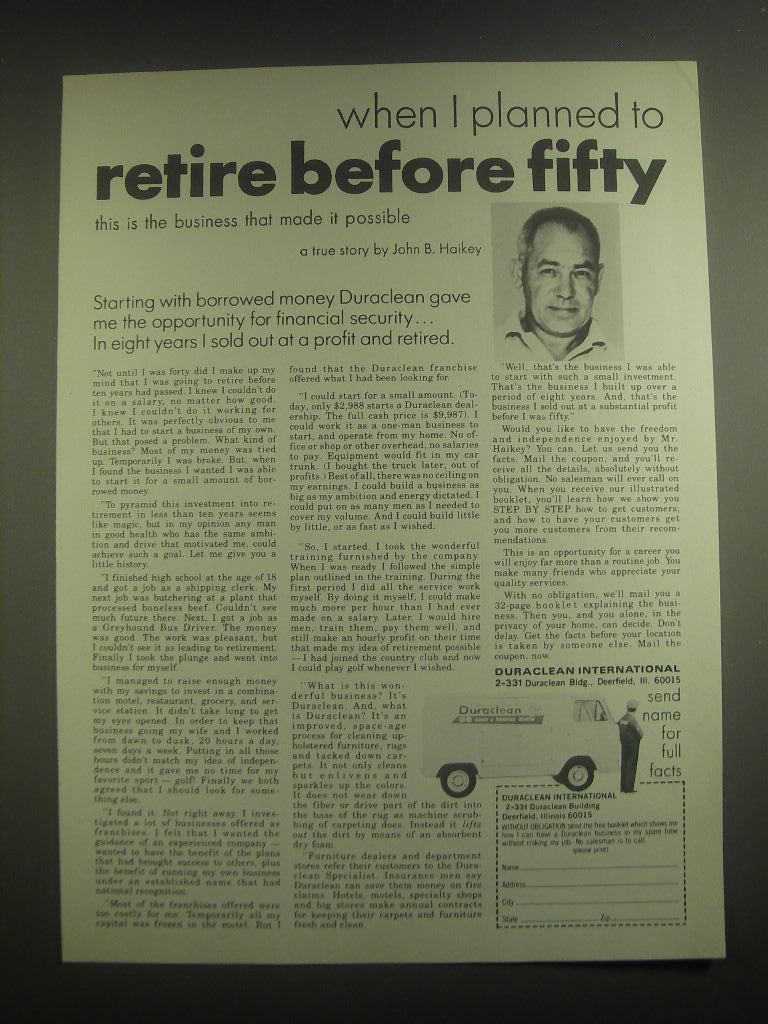 when I planned to
retire before fifty
this is the business that made it possible
a true story by John B. Haikey
Starting with borrowed money Duraclean gave
me the opportunity for financial security...
In eight years I sold out at a profit and retired.
"Not until I was forty did I make up my
mind that I was going to retire before
ten years had passed. I knew I couldn't do
it on a salary, no matter how good.
I knew I couldn't do it working for
others. It was perfectly obvious to me
that I had to start a business of my own.
But that posed a problem. What kind of
business? Most of my money was tied
up. Temporarily I was broke. But, when
I found the business I wanted I was able
to start it for a small amount of bor-
rowed money.
"To pyramid this investment into re-
tirement in less than ten years seems
like magic, but in my opinion any man
in good health who has the same ambi-
tion and drive that motivated me, could
achieve such a goal. Let me give you a
little history.
"I finished high school at the age of 18
and got a job as a shipping clerk. My
next job was butchering at a plant that
processed boneless beef. Couldn't see
much future there. Next, I got a job as
a Greyhound Bus Driver. The money
was good. The work was pleasant, but
I couldn't see it as leading to retirement.
Finally I took the plunge and went into
business for myself.
"I managed to raise enough money
with my savings to invest in a combina-
tion motel, restaurant, grocery, and ser-
vice station. It didn't take long to get
my eyes opened. In order to keep that
business going my wife and I worked
from dawn to dusk, 20 hours a day,
seven days a week. Putting in all those
hours didn't match my idea of indepen-
dence and it gave me no time for my
favorite sport — golf! Finally we both
agreed that I should look for some-
thing else.
"I found it. Not right away. I inves-
tigated a lot of businesses offered as
franchises. I felt that I wanted the
guidance of an experienced company —
wanted to have the benefit of the plans
that had brought success to others, plus
the benefit of running my own business
under an established name that had
national recognition.
"Most of the franchises offered were
too costly for me. Temporarily all my
capital was frozen in the motel. But I
found that the Duraclean franchise
offered me exactly what I had been looking for.
"I could start for a small amount. (To-
day, only $2,988 starts a Duraclean deal-
ership. The full cash price is $9,987). I
could work it as a one-man business to
start, and operate from my home. No of-
fice or shop or other overhead, no salaries
to pay. Equipment would fit in my car
trunk. (I bought the truck later, out of
profits.) Best of all, there was no ceiling on
my earnings. I could build a business as
big as my ambition and energy dictated. I
could put on as many men as I needed to
cover my volume. And I could build little
by little, or as fast as I wished.
"So, I started. I took the wonderful
training furnished by the company.
When I was ready I followed the simple
plan outlined in the training. During the
first period I did all the service work
myself. By doing it myself, I could make
much more per hour than I had ever
made on a salary. Later, I would hire
men, train them, pay them well, and
still make an hourly profit on their time
that made my idea of retirement possible
— I had joined the country club and now
I could play golf whenever I wished.
"What is this won-
derful business? It's
Duraclean. And, what
is Duraclean? It's an
improved, space-age
process for cleaning up-
holstered furniture, rugs
and tacked down car-
pets. It not only cleans
but enlivens and
sparkles up the colors.
It does not wear down
the fiber or drive part of the dirt into
the base of the rug as machine scrub-
bing of carpeting does. Instead it lifts
out the dirt by means of an absorbent
dry foam.
"Furniture dealers and department
stores refer their customers to the Dura-
clean Specialist. Insurance men say
Duraclean can save them money on fire
claims. Hotels, motels, specialty shops
and big stores make annual contracts
for keeping their carpets and furniture
fresh and clean.
"Well, that's the business I was able
to start with such a small investment.
That's the business I built up over a
period of eight years. And, that's the
business I sold out at a substantial profit
before I was fifty."
Would you like to have the freedom
and independence enjoyed by Mr.
Haikey? You can. Let us send you the
facts. Mail the coupon, and you'll re-
ceive all the details, absolutely without
obligation. No salesman will ever call on
you. When you receive our illustrated
booklet, you'll learn how we show you
STEP BY STEP how to get customers;
and how to have your customers get
you more customers from their recom-
mendations.
This is an opportunity for a career you
will enjoy far more than a routine job. You
make many friends who appreciate your
quality services.
With no obligation, we'll mail you a
32-page booklet explaining the busi-
ness. Then you, and you alone, in the
privacy of your home, can decide. Don't
delay. Get the facts before your location
is taken by someone else. Mail the
coupon, now.
DURACLEAN INTERNATIONAL
2-331 Duraclean Bldg., Deerfield, Ill. 60015
Duraclean
send
name
for
full
facts
DURACLEAN INTERNATIONAL
2-331 Duraclean Building
Deerfield, Illinois 60015
WITHOUT OBLIGATION send me free booklet which shows me
how I can have a Duraclean business in my spare time
without risking my job. No salesman is to call.
(please print)
Name
Address
City
State Zip